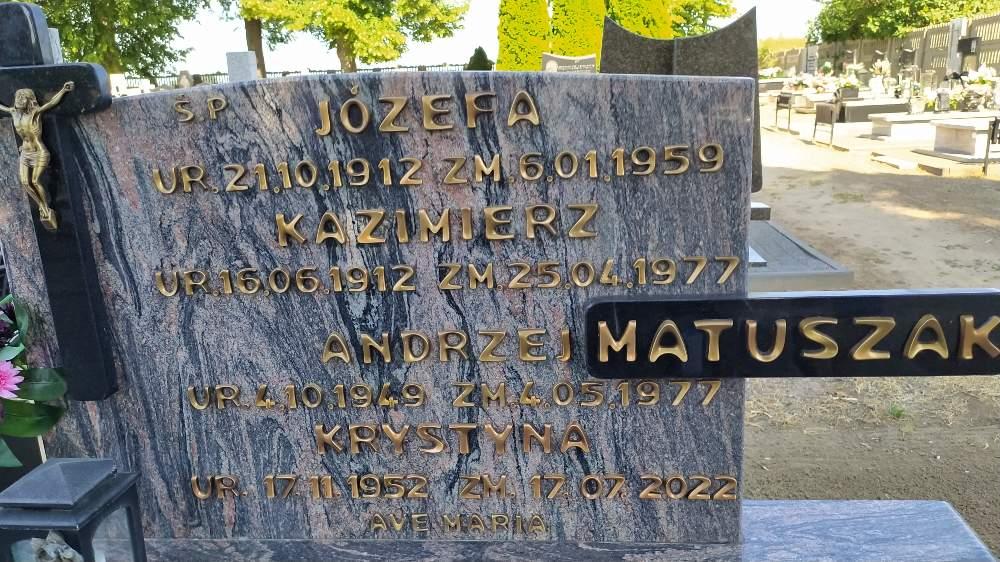 Ś.P. JÓZEFA
UR. 21.10.1912 ZM. 6.01.1959
KAZIMIERZ
UR. 16.06.1912 ZM. 25.04.1977
ANDRZEJ MATUSZAK
UR. 4.10.1949 ZM. 4.05.1977
KRYSTYNA
UR. 17.11.1952 ZM. 17.07.2022
AVE MARIA